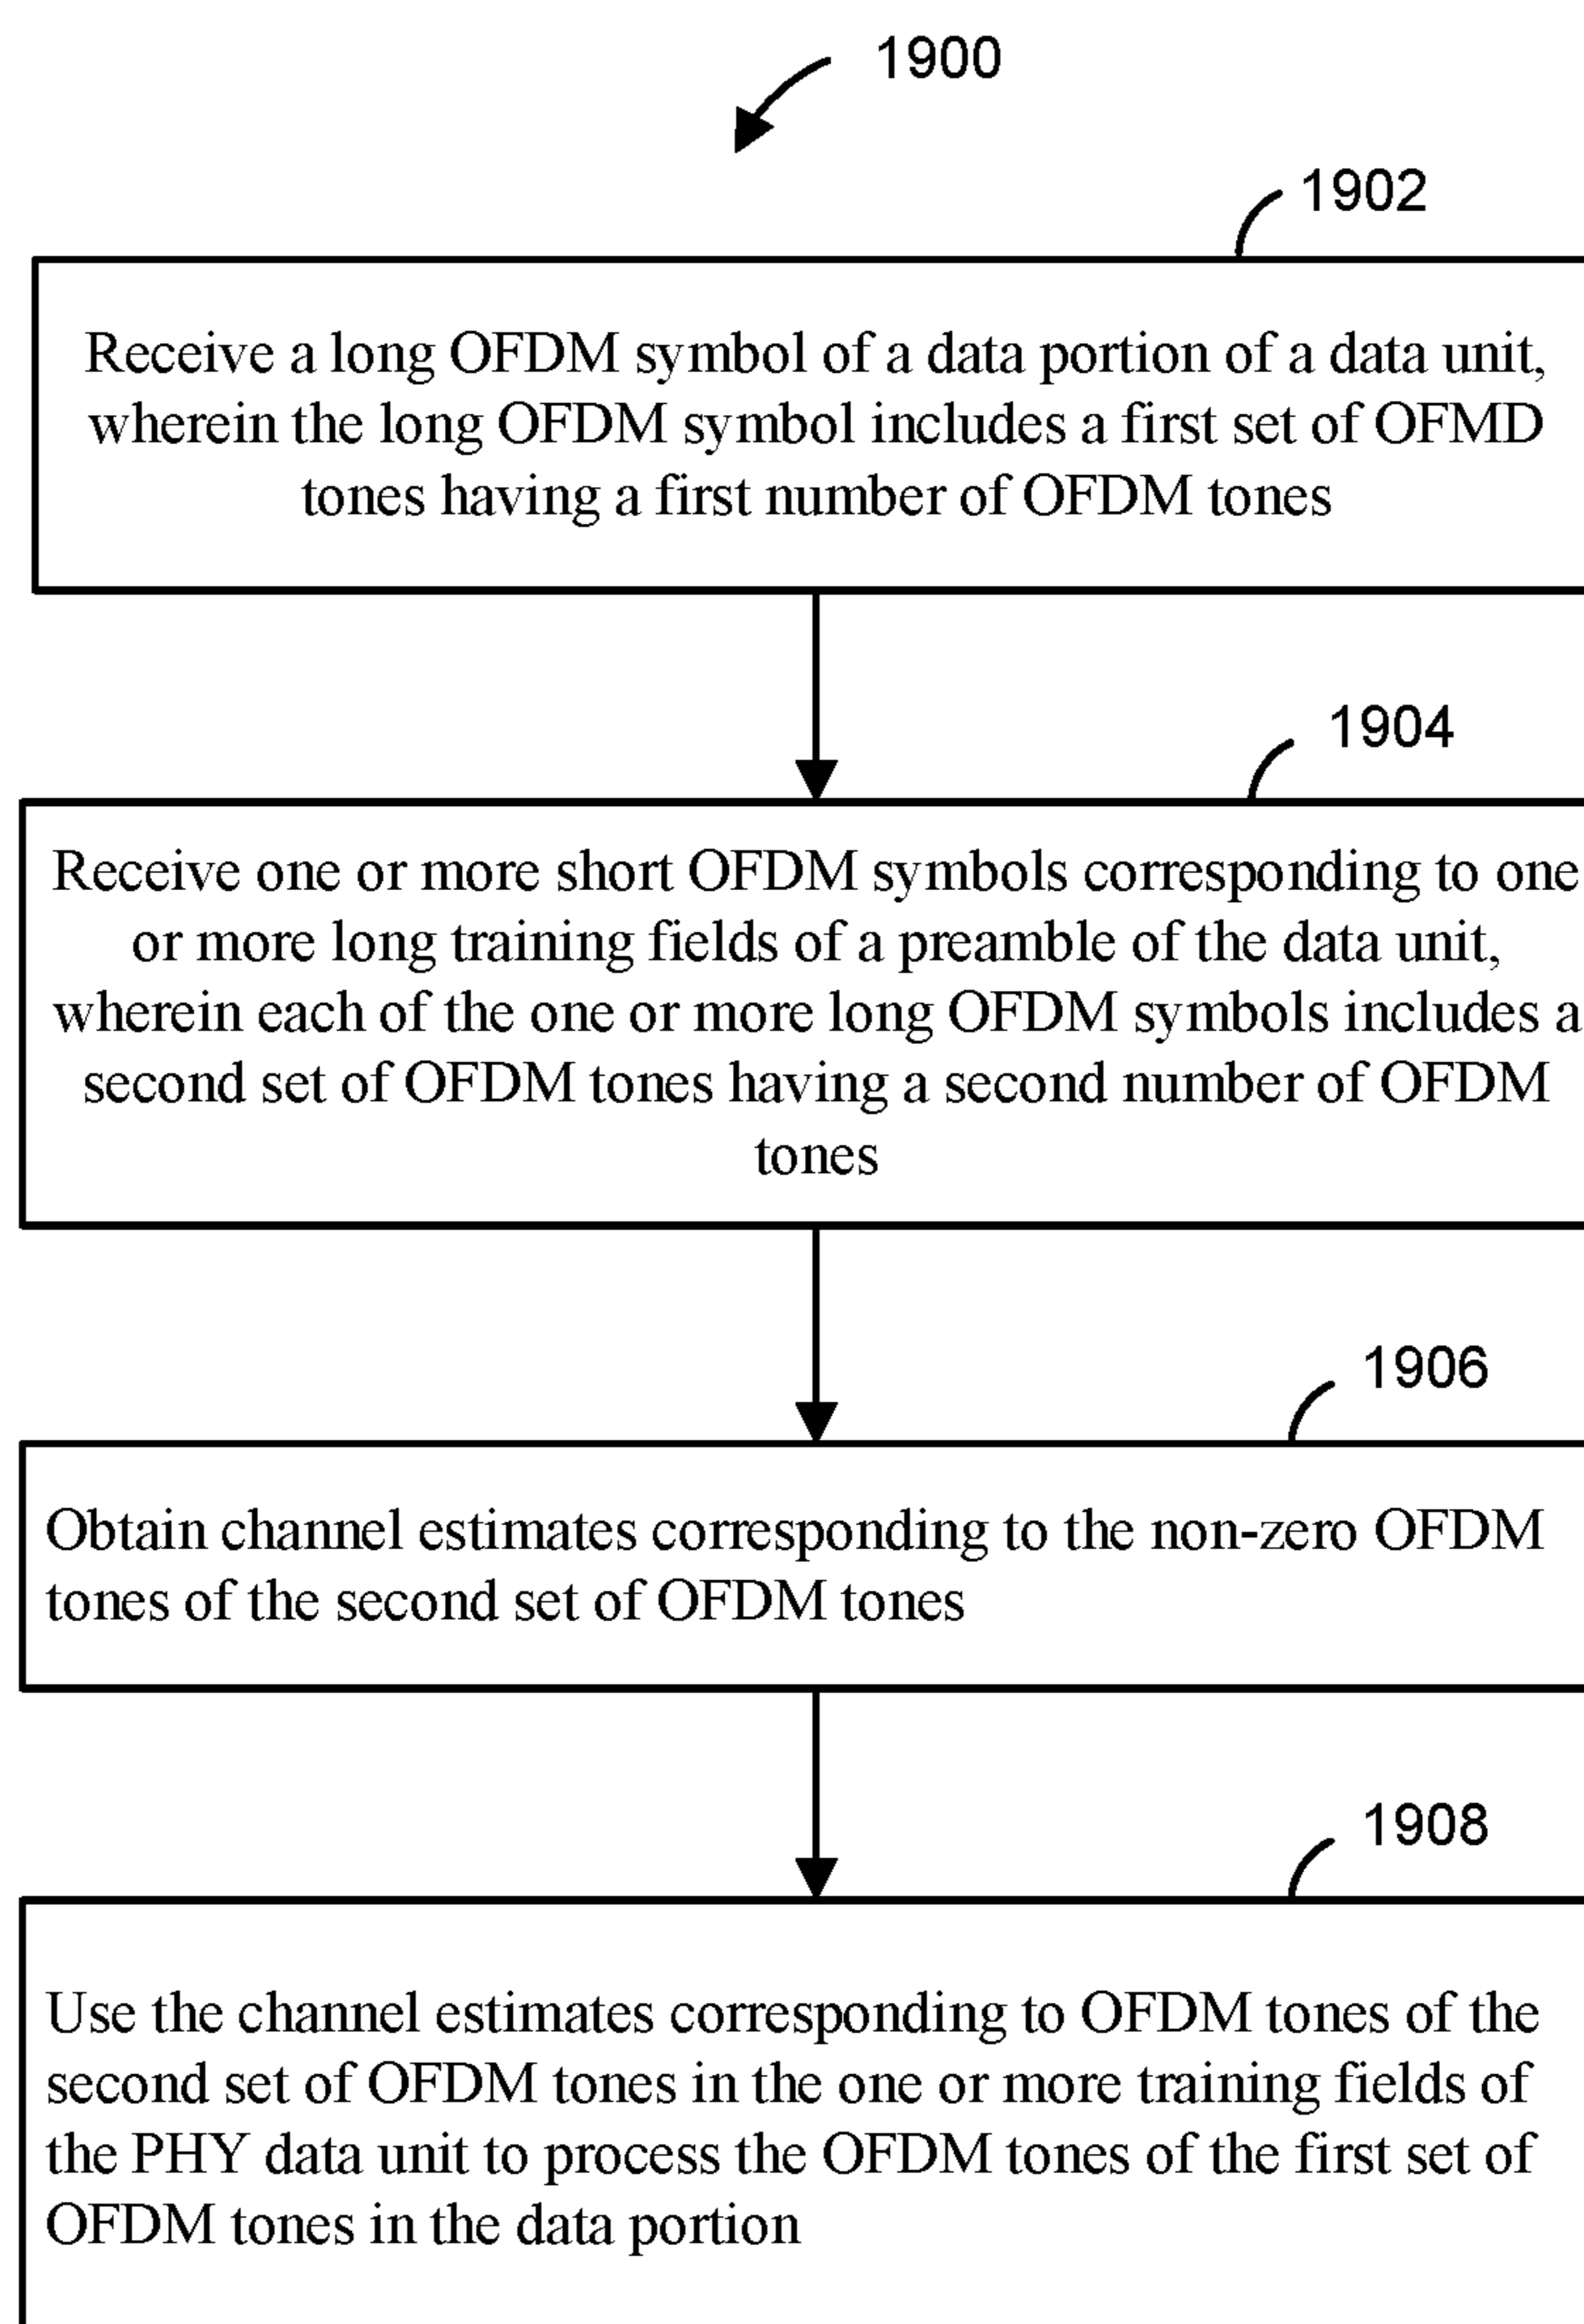 1900
1902
Receive a long OFDM symbol of a data portion of a data unit,
wherein the long OFDM symbol includes a first set of OFMD
tones having a first number of OFDM tones
1904
Receive one or more short OFDM symbols corresponding to one
or more long training fields of a preamble of the data unit,
wherein each of the one or more long OFDM symbols includes a
second set of OFDM tones having a second number of OFDM
tones
1906
Obtain channel estimates corresponding to the non-zero OFDM
tones of the second set of OFDM tones
1908
Use the channel estimates corresponding to OFDM tones of the
second set of OFDM tones in the one or more training fields of
the PHY data unit to process the OFDM tones of the first set of
OFDM tones in the data portion